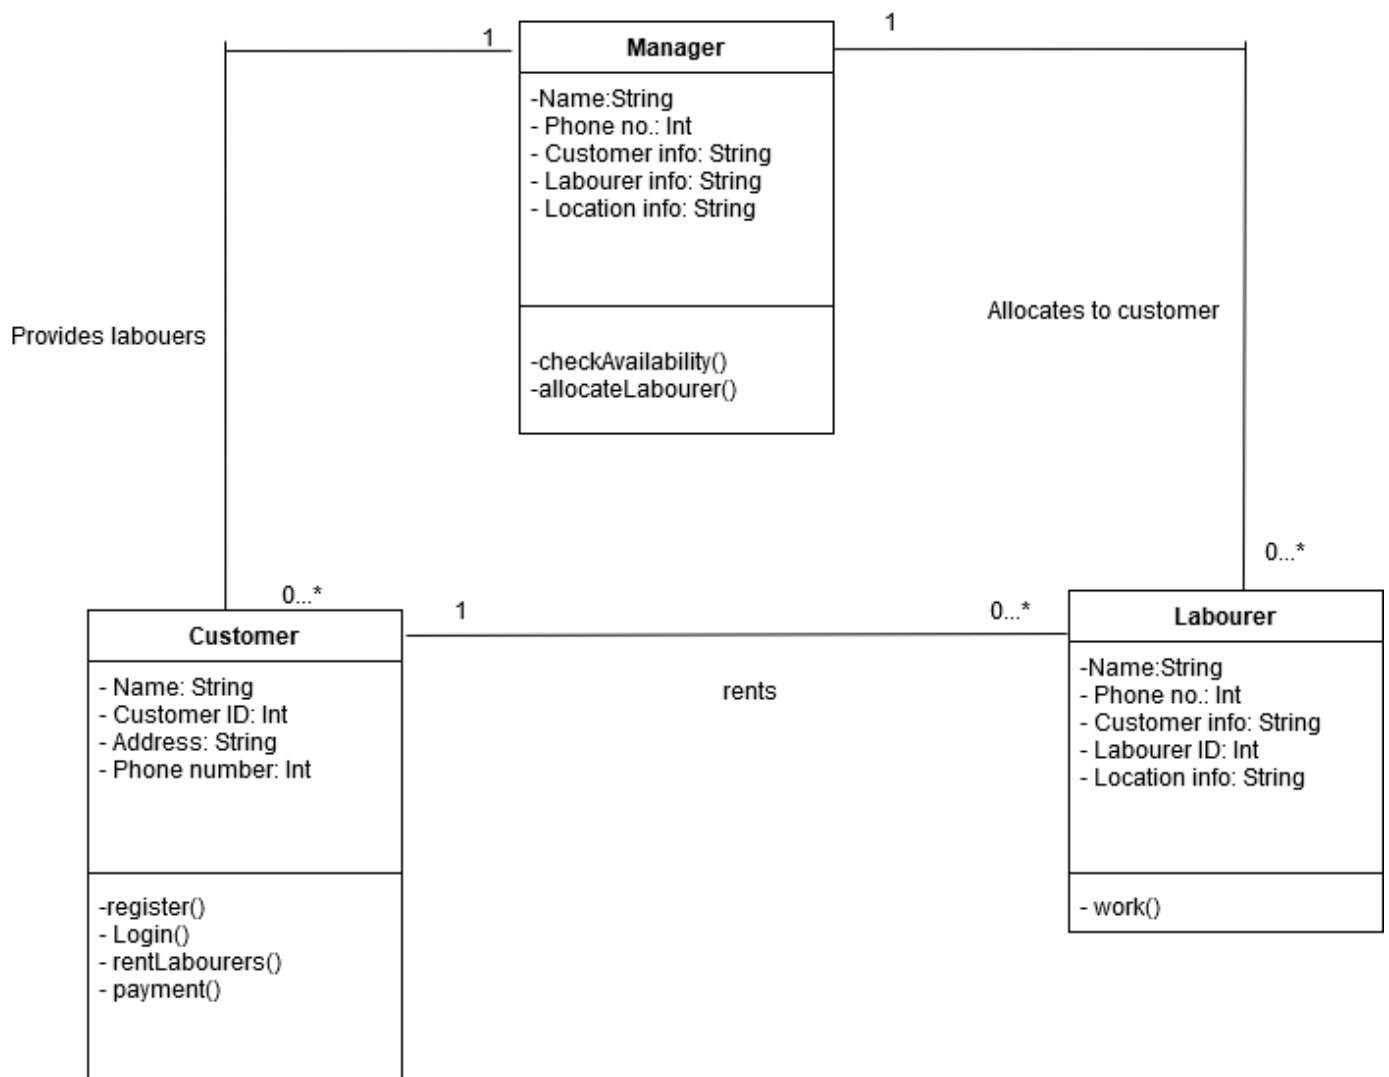 1
1
Manager
-Name:String
- Phone no.: Int
- Customer info: String
- Labourer info: String
- Location info: String
-checkAvailability()
-allocateLabourer()
Provides labouers
Allocates to customer
0...*
0...*
1
0...*
rents
Customer
- Name: String
- Customer ID: Int
- Address: String
- Phone number: Int
-register()
- Login()
- rentLabourers()
- payment()
Labourer
-Name:String
- Phone no.: Int
- Customer info: String
- Labourer ID: Int
- Location info: String
- work()